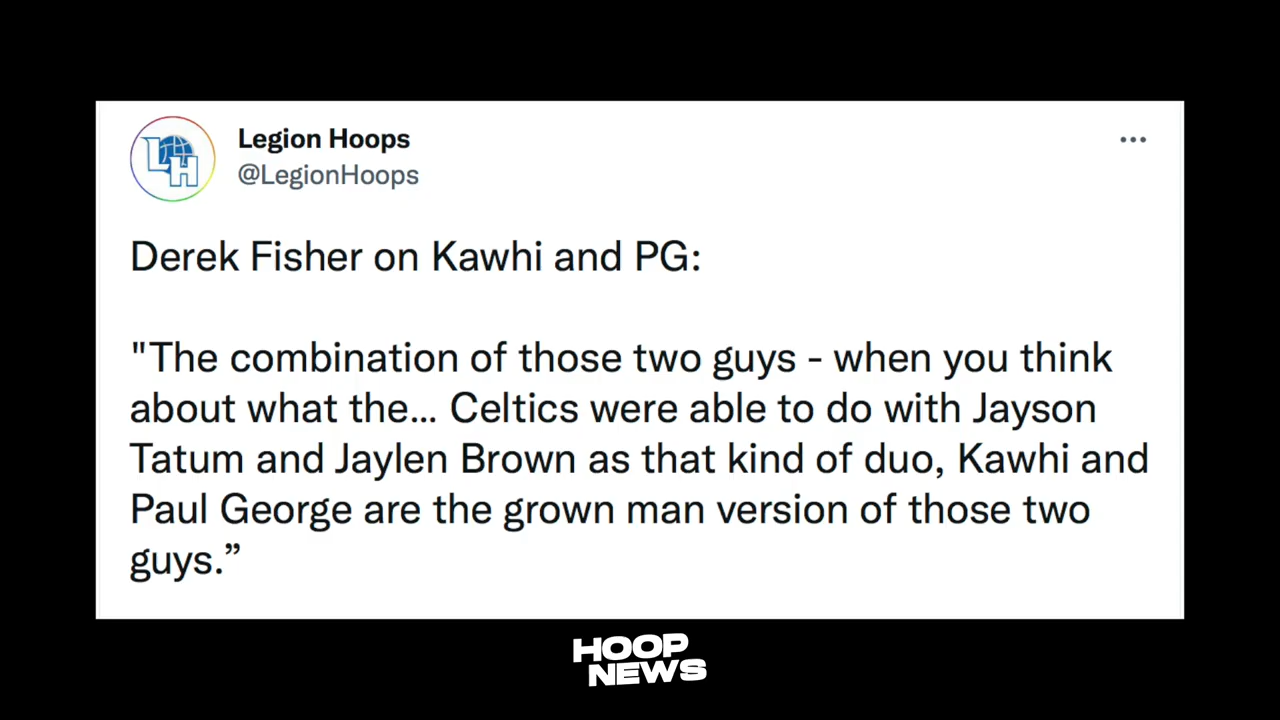 LH
Legion Hoops
@LegionHoops
Derek Fisher on Kawhi and PG:
"The combination of those two guys - when you think
about what the... Celtics were able to do with Jayson
Tatum and Jaylen Brown as that kind of duo, Kawhi and
Paul George are the grown man version of those two
guys.”
HOOP
NEWS